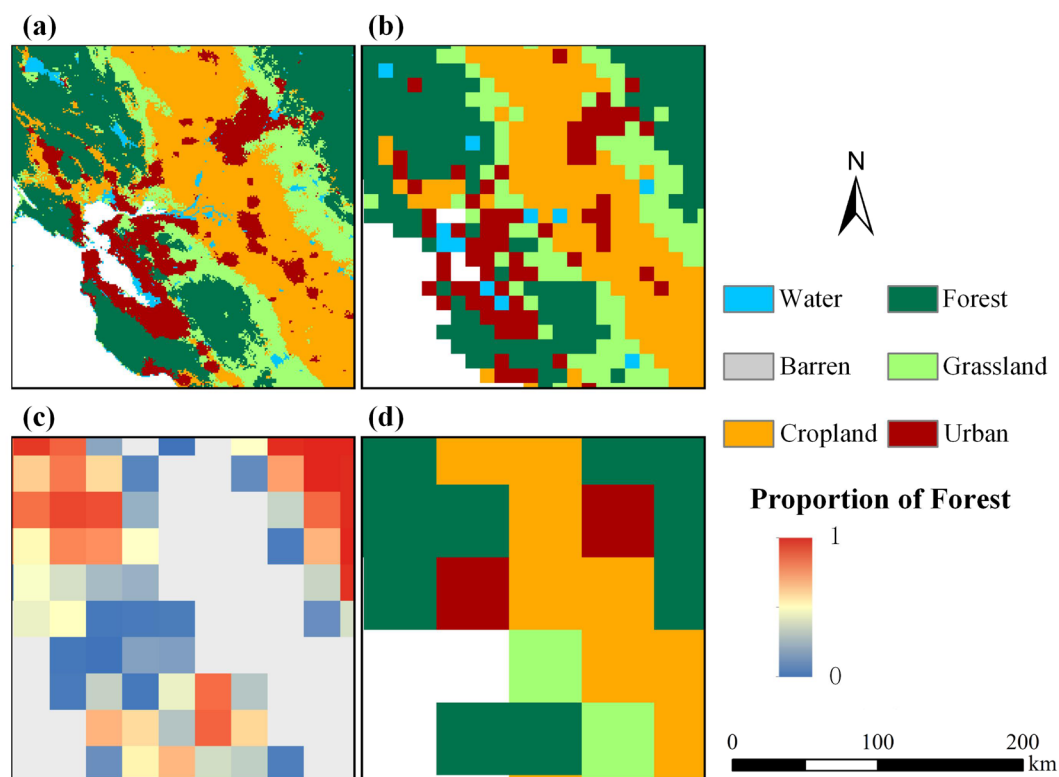 (a)
(b)
N
Water
Forest
Barren
Grassland
(c)
(d)
Cropland
Urban
Proportion of Forest
1
0
0 100 200
km